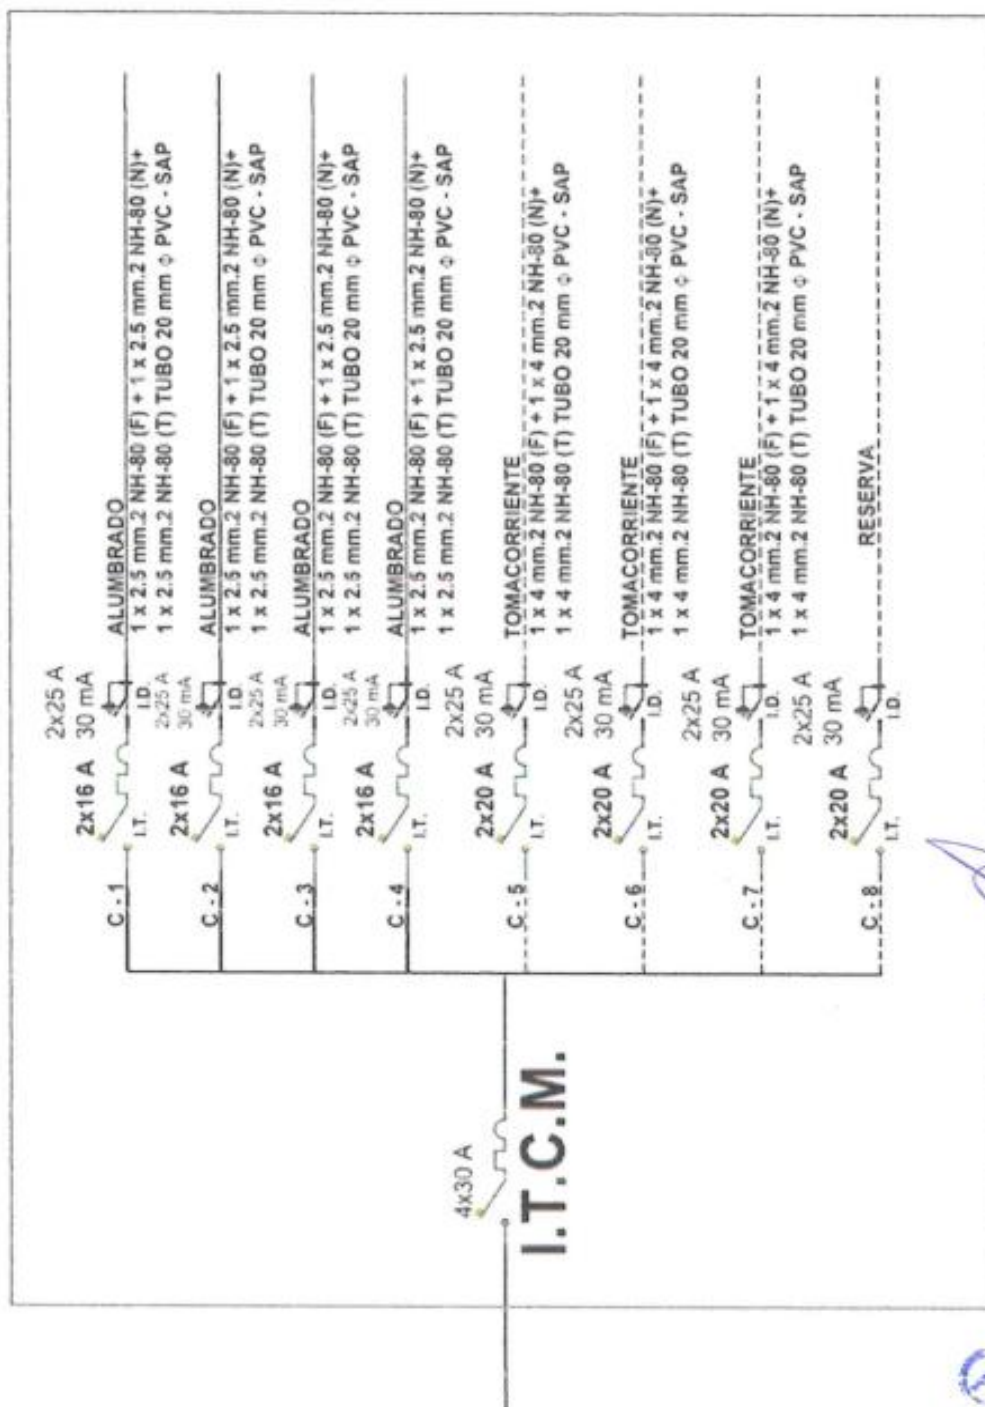 I.T.C.M.
4x30 A
C - 1
2x16 A
I.T.
2x25 A
30 mA
I.D.
ALUMBRADO
1 x 2.5 mm.2 NH-80 (F) + 1 x 2.5 mm.2 NH-80 (N)+
1 x 2.5 mm.2 NH-80 (T) TUBO 20 mm ϕ PVC - SAP
C - 2
2x16 A
I.T.
2x25 A
30 mA
I.D.
ALUMBRADO
1 x 2.5 mm.2 NH-80 (F) + 1 x 2.5 mm.2 NH-80 (N)+
1 x 2.5 mm.2 NH-80 (T) TUBO 20 mm ϕ PVC - SAP
C - 3
2x16 A
I.T.
2x25 A
30 mA
I.D.
ALUMBRADO
1 x 2.5 mm.2 NH-80 (F) + 1 x 2.5 mm.2 NH-80 (N)+
1 x 2.5 mm.2 NH-80 (T) TUBO 20 mm ϕ PVC - SAP
C - 4
2x16 A
I.T.
2x25 A
30 mA
I.D.
ALUMBRADO
1 x 2.5 mm.2 NH-80 (F) + 1 x 2.5 mm.2 NH-80 (N)+
1 x 2.5 mm.2 NH-80 (T) TUBO 20 mm ϕ PVC - SAP
C - 5
2x20 A
I.T.
2x25 A
30 mA
I.D.
TOMACORRIENTE
1 x 4 mm.2 NH-80 (F) + 1 x 4 mm.2 NH-80 (N)+
1 x 4 mm.2 NH-80 (T) TUBO 20 mm ϕ PVC - SAP
C - 6
2x20 A
I.T.
2x25 A
30 mA
I.D.
TOMACORRIENTE
1 x 4 mm.2 NH-80 (F) + 1 x 4 mm.2 NH-80 (N)+
1 x 4 mm.2 NH-80 (T) TUBO 20 mm ϕ PVC - SAP
C - 7
2x20 A
I.T.
2x25 A
30 mA
I.D.
TOMACORRIENTE
1 x 4 mm.2 NH-80 (F) + 1 x 4 mm.2 NH-80 (N)+
1 x 4 mm.2 NH-80 (T) TUBO 20 mm ϕ PVC - SAP
C - 8
2x20 A
I.T.
2x25 A
30 mA
I.D.
RESERVA